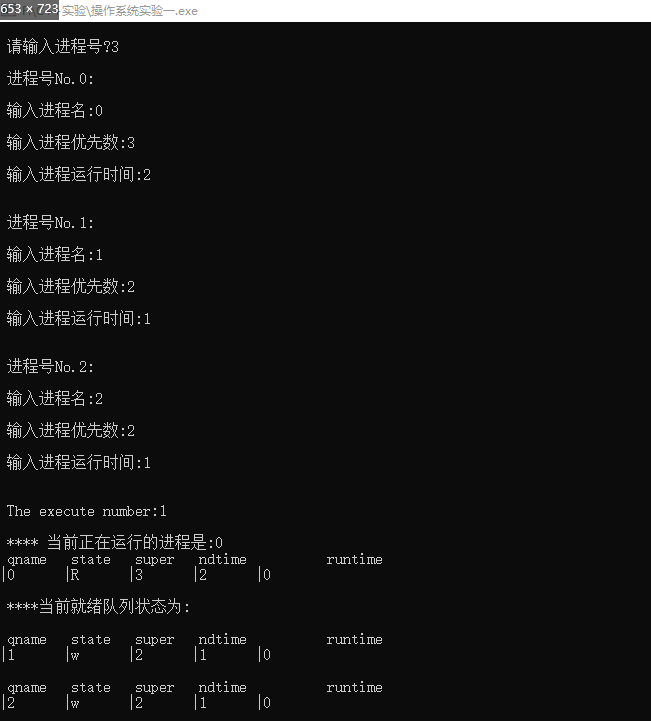 653 × 723
实验\操作系统实验一.exe
请输入进程号?3
进程号No.0:
输入进程名:0
输入进程优先数:3
输入进程运行时间:2
进程号No.1:
输入进程名:1
输入进程优先数:2
输入进程运行时间:1
进程号No.2:
输入进程名:2
输入进程优先数:2
输入进程运行时间:1
The execute number:1
**** 当前正在运行的进程是:0
qname state super ndtime runtime
|0 |R |3 |2 |0
****当前就绪队列状态为:
qname state super ndtime runtime
|1 |w |2 |1 |0
qname state super ndtime runtime
|2 |w |2 |1 |0